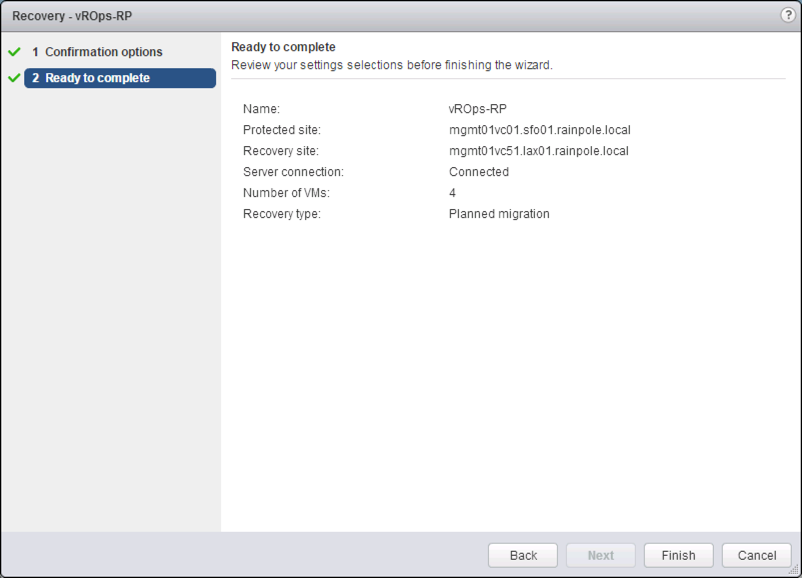 Recovery - vROps-RP
?
1 Confirmation options
2 Ready to complete
Ready to complete
Review your settings selections before finishing the wizard.
Name: vROps-RP
Protected site: mgmt01vc01.sfo01.rainpole.local
Recovery site: mgmt01vc51.lax01.rainpole.local
Server connection: Connected
Number of VMs: 4
Recovery type: Planned migration
Back Next Finish Cancel